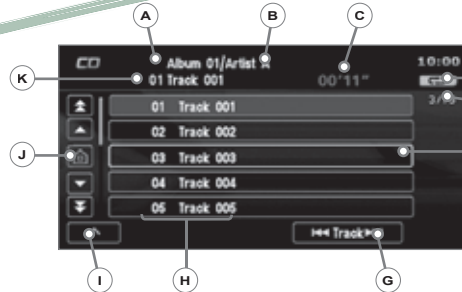 A
B
C
CD
Album 01/Artist
10:00
K
01 Track 001
00'11"
3/
01 Track 001
02 Track 002
J
03 Track 003
04 Track 004
05 Track 005
Track
I
H
G